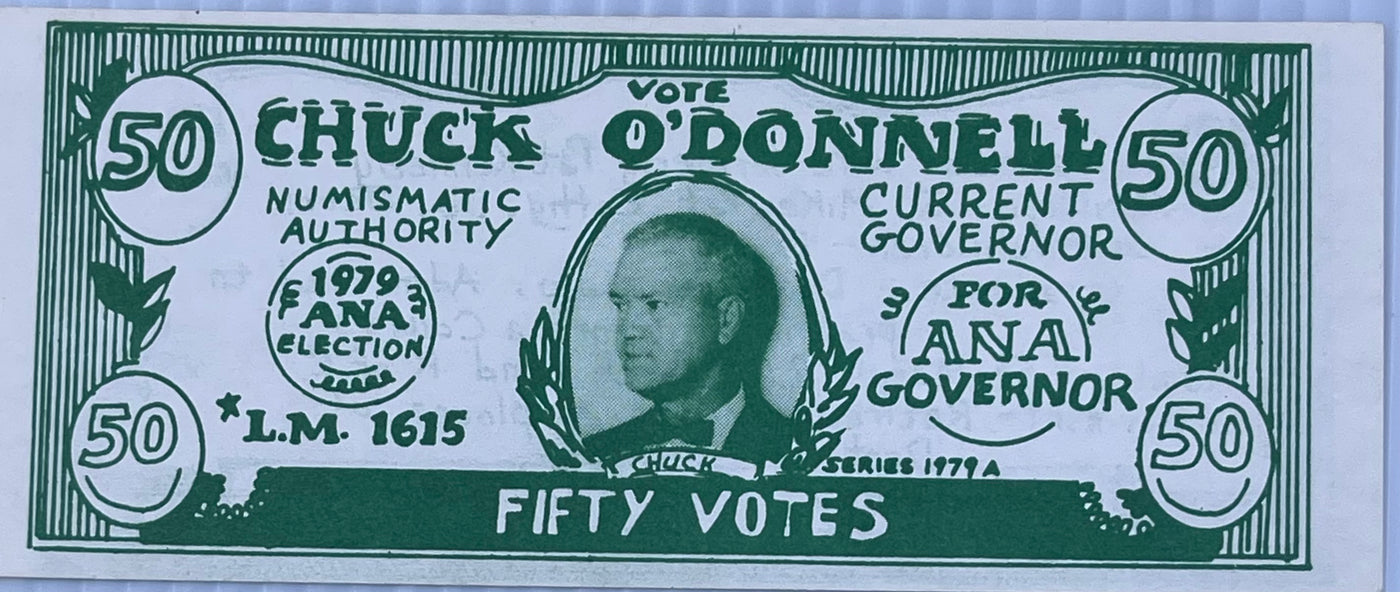 VOTE
CHUCK O'DONNELL
50
50
NUMISMATIC
AUTHORITY
CURRENT
GOVERNOR
1979
ANA
ELECTION
FOR
ANA
GOVERNOR
*L.M. 1615
50
50
CHUCK
SERIES 1979A
FIFTY VOTES